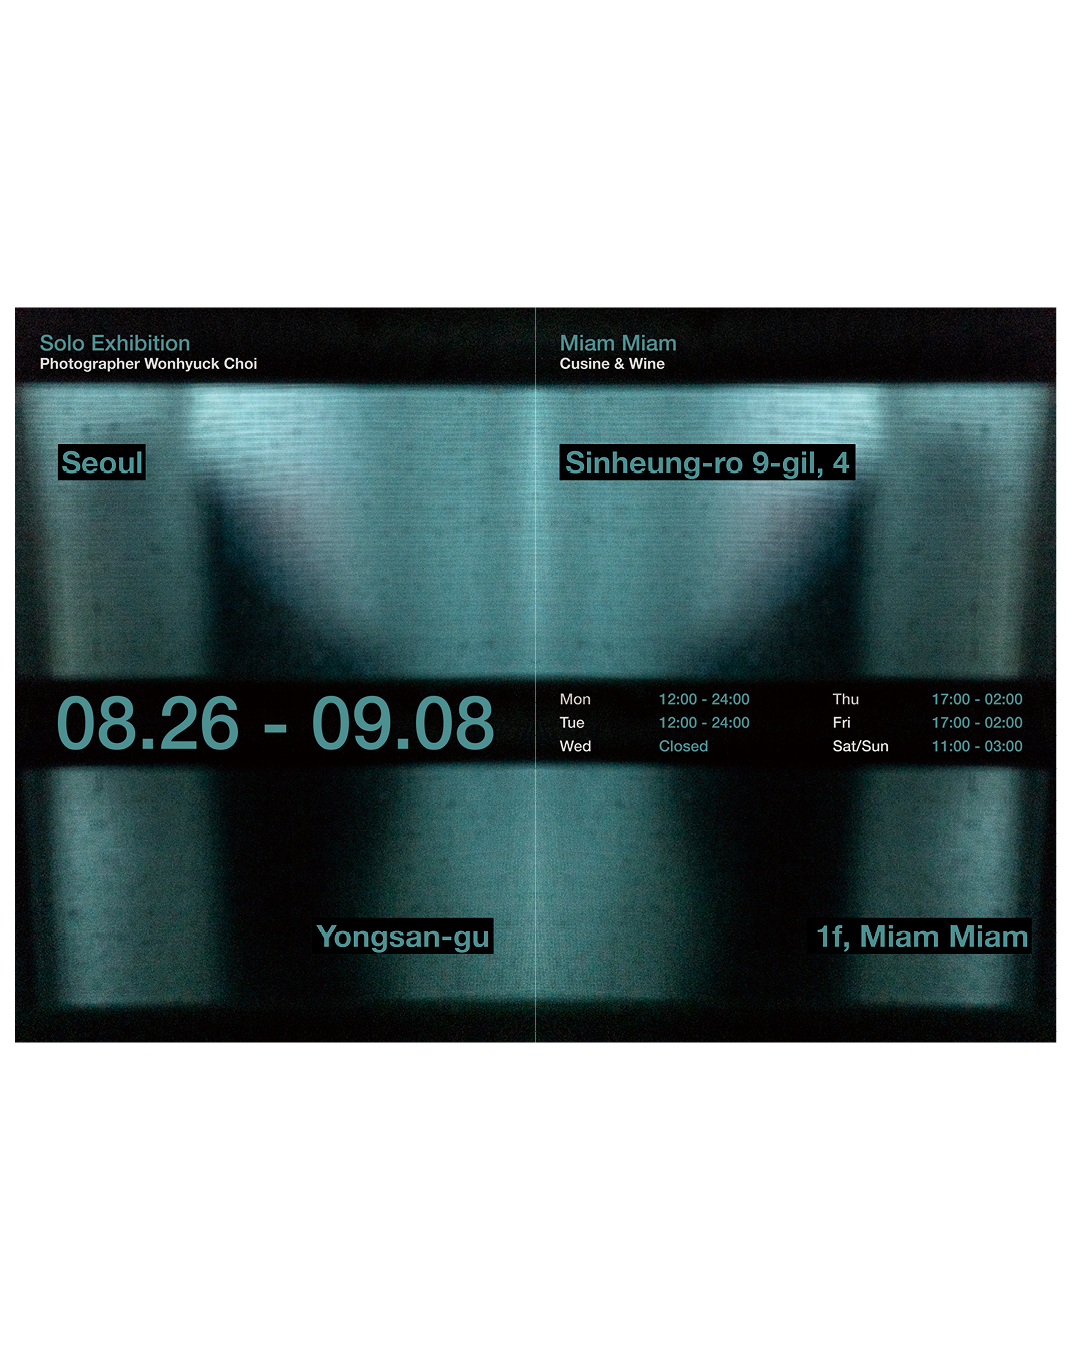 Solo Exhibition
Photographer Wonhyuck Choi
Seoul
08.26 - 09.08
Yongsan-gu
Miam Miam
Cusine & Wine
Sinheung-ro 9-gil, 4
Mon 12:00 - 24:00
Tue 12:00 - 24:00
Wed Closed
Thu 17:00 - 02:00
Fri 17:00 - 02:00
Sat/Sun 11:00 - 03:00
1f, Miam Miam